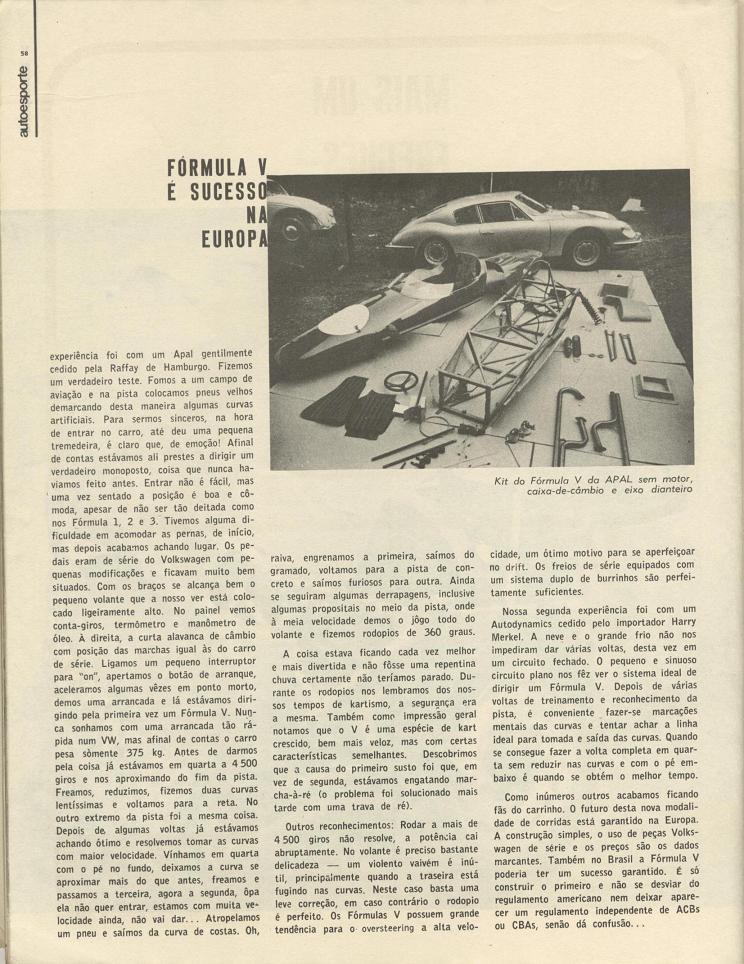 58
autoesporte
FÓRMULA V
É SUCESSO
NA
EUROPA
experiência foi com um Apal gentilmente
cedido pela Raffay de Hamburgo. Fizemos
um verdadeiro teste. Fomos a um campo de
aviação e na pista colocamos pneus velhos
demarcando desta maneira algumas curvas
artificiais. Para sermos sinceros, na hora
de entrar no carro, até deu uma pequena
tremedeira, é claro que, de emoção! Afinal
de contas estávamos ali prestes a dirigir um
verdadeiro monoposto, coisa que nunca ha-
víamos feito antes. Entrar não é fácil, mas
uma vez sentado a posição é boa e cô-
moda, apesar de não ser tão deitada como
nos Fórmula 1, 2 e 3. Tivemos alguma di-
ficuldade em acomodar as pernas, de início,
mas depois acabamos achando lugar. Os pe-
dais eram de série do Volkswagen com pe-
quenas modificações e ficavam muito bem
situados. Com os braços se alcança bem o
pequeno volante que a nosso ver está colo-
cado ligeiramente alto. No painel vemos
conta-giros, termômetro e manômetro de
óleo. À direita, a curta alavanca de câmbio
com posição das marchas igual às do carro
de série. Ligamos um pequeno interruptor
para "on", apertamos o botão de arranque,
aceleramos algumas vêzes em ponto morto,
demos uma arrancada e lá estávamos diri-
gindo pela primeira vez um Fórmula V. Nun-
ca sonhamos com uma arrancada tão rá-
pida num VW, mas afinal de contas o carro
pesa sòmente 375 kg. Antes de darmos
pela coisa já estávamos em quarta a 4 500
giros e nos aproximando do fim da pista.
Freamos, reduzimos, fizemos duas curvas
lentíssimas e voltamos para a reta. No
outro extremo da pista foi a mesma coisa.
Depois de algumas voltas já estávamos
achando ótimo e resolvemos tomar as curvas
com maior velocidade. Vínhamos em quarta
com o pé no fundo, deixamos a curva se
aproximar mais do que antes, freamos e
passamos a terceira, agora a segunda, ôpa
ela não quer entrar, estamos com muita ve-
locidade ainda, não vai dar... Atropelamos
um pneu e saímos da curva de costas. Oh,
Kit do Fórmula V da APAL sem motor,
caixa-de-câmbio e eixo dianteiro
raiva, engrenamos a primeira, saímos do
gramado, voltamos para a pista de con-
creto e saímos furiosos para outra. Ainda
se seguiram algumas derrapagens, inclusive
algumas propositais no meio da pista, onde
à meia velocidade demos o jôgo todo do
volante e fizemos rodopios de 360 graus.
A coisa estava ficando cada vez melhor
e mais divertida e não fôsse uma repentina
chuva certamente não teríamos parado. Du-
rante os rodopios nos lembramos dos nos-
sos tempos de kartismo, a segurança era
a mesma. Também como impressão geral
notamos que o V é uma espécie de kart
crescido, bem mais veloz, mas com certas
características semelhantes. Descobrimos
que a causa do primeiro susto foi que, em
vez de segunda, estávamos engatando mar-
cha-à-ré (o problema foi solucionado mais
tarde com uma trava de ré).
Outros reconhecimentos: Rodar a mais de
4 500 giros não resolve, a potência cai
abruptamente. No volante é preciso bastante
delicadeza — um violento vaivém é inú-
til, principalmente quando a traseira está
fugindo nas curvas. Neste caso basta uma
leve correção, em caso contrário o rodopio
é perfeito. Os Fórmulas V possuem grande
tendência para o oversteering a alta velo-
cidade, um ótimo motivo para se aperfeiçoar
no drift. Os freios de série equipados com
um sistema duplo de burrinhos são perfei-
tamente suficientes.
Nossa segunda experiência foi com um
Autodynamics cedido pelo importador Harry
Merkel. A neve e o grande frio não nos
impediram dar várias voltas, desta vez em
um circuito fechado. O pequeno e sinuoso
circuito plano nos fêz ver o sistema ideal de
dirigir um Fórmula V. Depois de várias
voltas de treinamento e reconhecimento da
pista, é conveniente fazer-se marcações
mentais das curvas e tentar achar a linha
ideal para tomada e saída das curvas. Quando
se consegue fazer a volta completa em quar-
ta sem reduzir nas curvas e com o pé em-
baixo é quando se obtém o melhor tempo.
Como inúmeros outros acabamos ficando
fãs do carrinho. O futuro desta nova modali-
dade de corridas está garantido na Europa.
A construção simples, o uso de peças Volks-
wagen de série e os preços são os dados
marcantes. Também no Brasil a Fórmula V
poderia ter um sucesso garantido. É só
construir o primeiro e não se desviar do
regulamento americano nem deixar apare-
cer um regulamento independente de ACBs
ou CBAs, senão dá confusão...